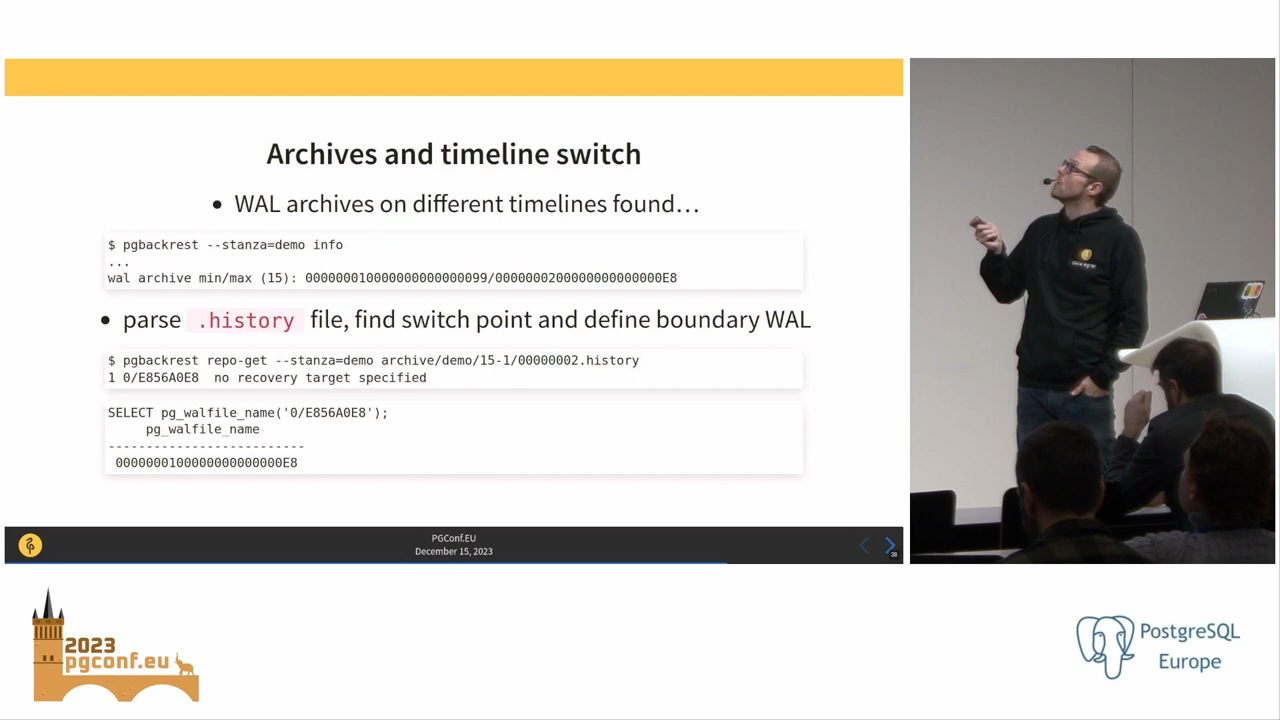 Archives and timeline switch
• WAL archives on different timelines found…
$ pgbackrest --stanza=demo info
...
wal archive min/max (15): 000000010000000000000099/0000000200000000000000E8
• parse .history file, find switch point and define boundary WAL
$ pgbackrest repo-get --stanza=demo archive/demo/15-1/00000002.history
1 0/E856A0E8  no recovery target specified
SELECT pg_walfile_name('0/E856A0E8');
pg_walfile_name
--------------------------
0000000100000000000000E8
PGConf.EU
December 15, 2023
38
2023
pgconf.eu
PostgreSQL
Europe